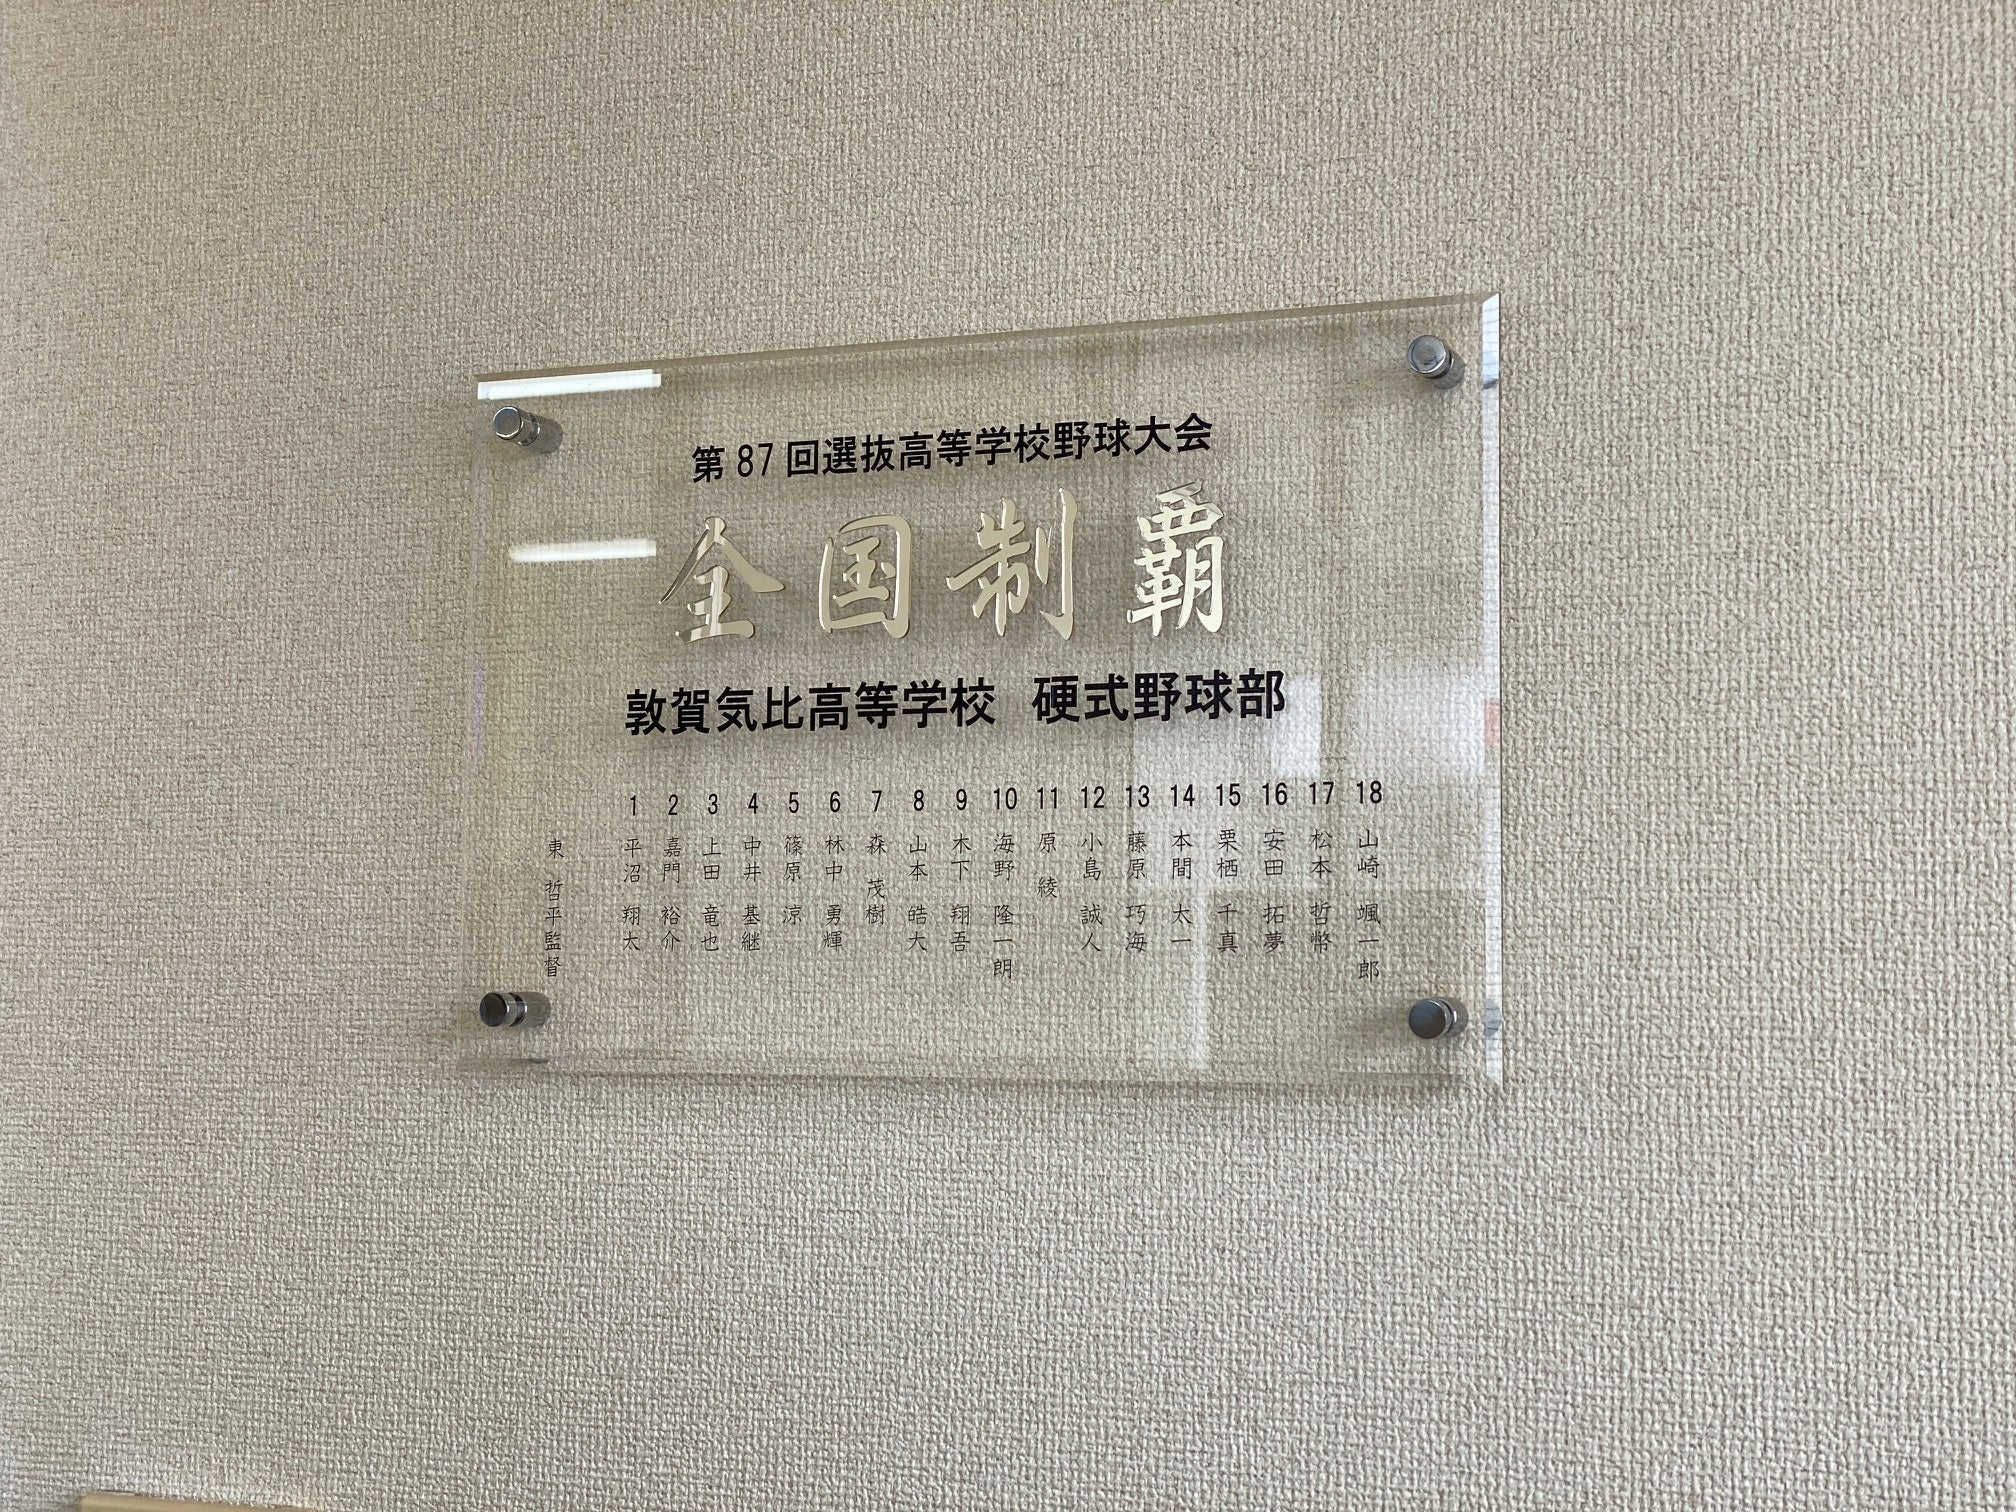 第87回選抜高等学校野球大会
全国制覇
敦賀気比高等学校 硬式野球部
東 哲平監督
1 平沼 翔太
2 嘉門 裕介
3 上田 竜也
4 中井 基継
5 篠原 涼
6 林中 勇輝
7 森 茂樹
8 山本 皓大
9 木下 翔吾
10 海野 隆一朗
11 原 綾
12 小島 誠人
13 藤原 巧海
14 本間 太一
15 栗栖 千真
16 安田 拓夢
17 松本 哲幣
18 山崎 颯一郎